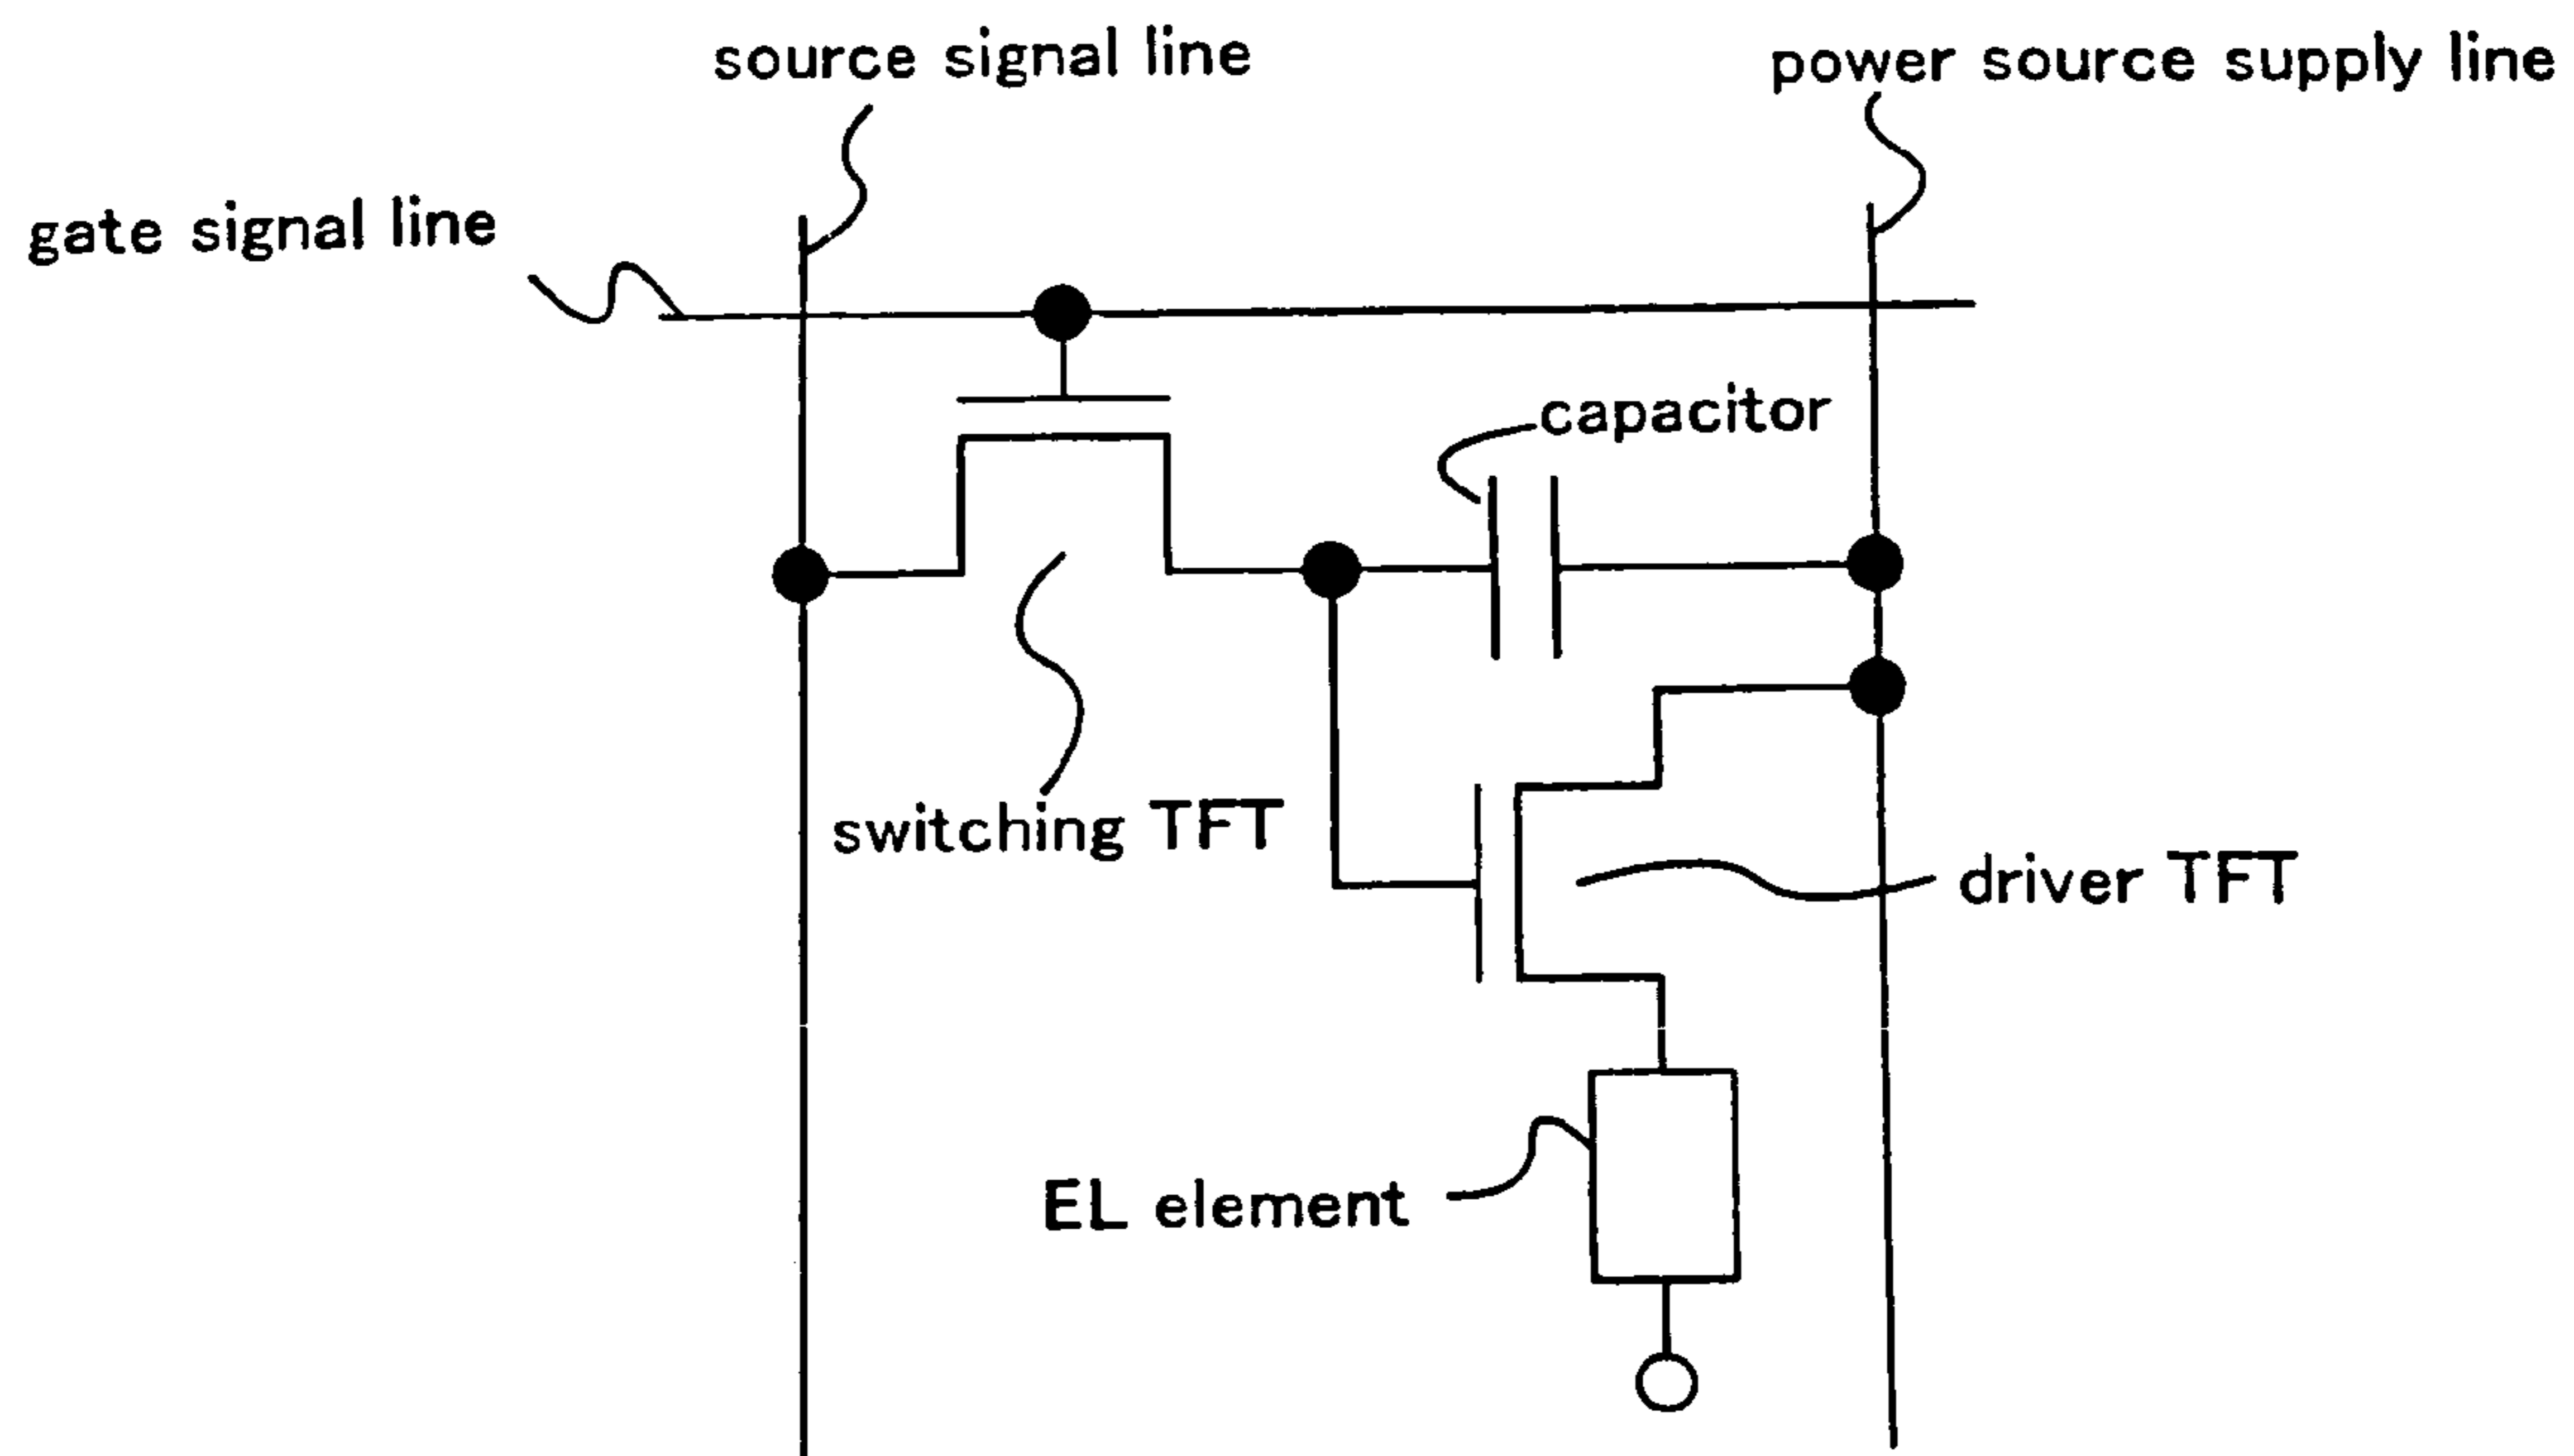 source signal line
power source supply line
gate signal line
capacitor
switching TFT
driver TFT
EL element